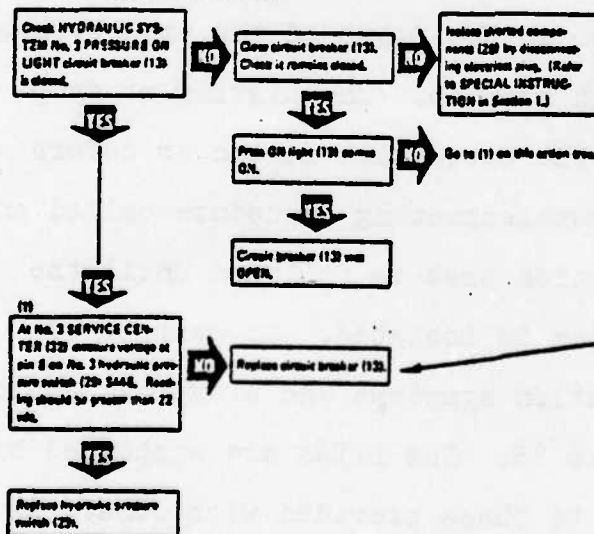 Check HYDRAULIC SYS-
TEM No. 3 PRESSURE ON
LIGHT circuit breaker (13)
is closed.
NO
Close circuit breaker (13).
Check it remains closed.
NO
Isolate shorted compo-
nents (28) by disconnect-
ing electrical plug. (Refer
to SPECIAL INSTRUC-
TION in Section 1.)
YES
YES
Press ON light (13) comes
ON.
NO
Go to (1) on this action tree.
YES
Circuit breaker (13) was
OPEN.
YES
(1)
At No. 3 SERVICE CEN-
TER (32) measure voltage at
pin on No. 3 hydraulic pres-
sure switch (29) Read-
ing should be greater than 22
vdc.
NO
Replace circuit breaker (13).
YES
Replace hydraulic pressure
switch (29).